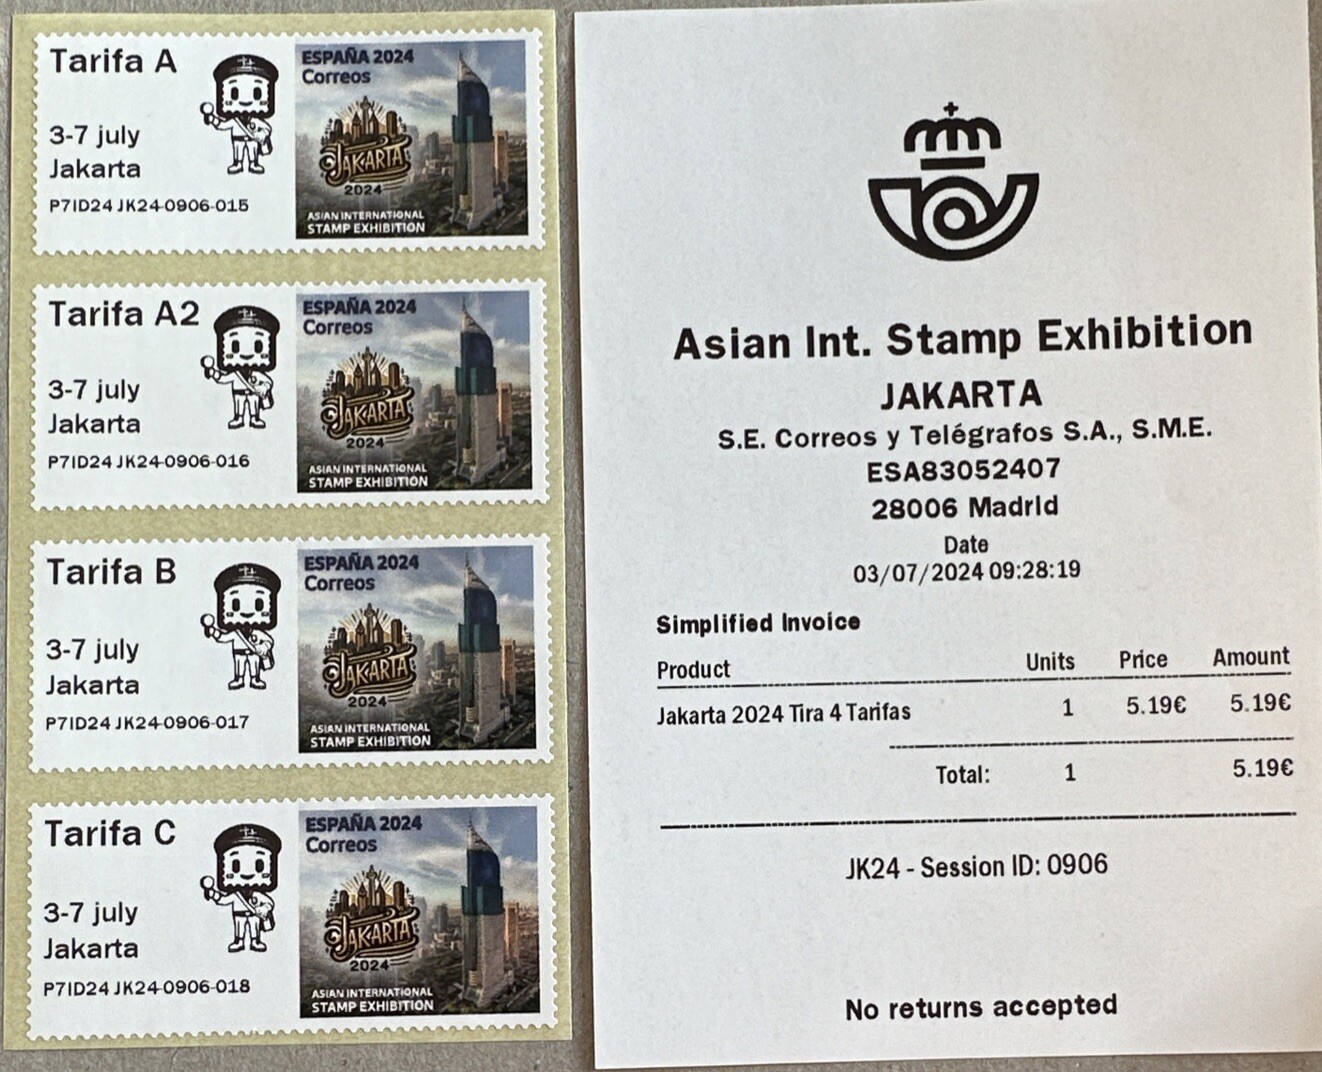 Tarifa A
3-7 july
Jakarta
P7ID24 JK24-0906-015
ESPAÑA 2024
Correos
JAKARTA
2024
ASIAN INTERNATIONAL
STAMP EXHIBITION
Tarifa A2
3-7 july
Jakarta
P7ID24 JK24-0906-016
ESPAÑA 2024
Correos
JAKARTA
2024
ASIAN INTERNATIONAL
STAMP EXHIBITION
Tarifa B
3-7 july
Jakarta
P7ID24 JK24-0906-017
ESPAÑA 2024
Correos
JAKARTA
2024
ASIAN INTERNATIONAL
STAMP EXHIBITION
Tarifa C
3-7 july
Jakarta
P7ID24 JK24-0906-018
ESPAÑA 2024
Correos
JAKARTA
2024
ASIAN INTERNATIONAL
STAMP EXHIBITION
Asian Int. Stamp Exhibition
JAKARTA
S.E. Correos y Telégrafos S.A., S.M.E.
ESA83052407
28006 Madrid
Date
03/07/2024 09:28:19
Simplified Invoice
Product Units Price Amount
Jakarta 2024 Tira 4 Tarifas 1 5.19€ 5.19€
Total: 1 5.19€
JK24 - Session ID: 0906
No returns accepted